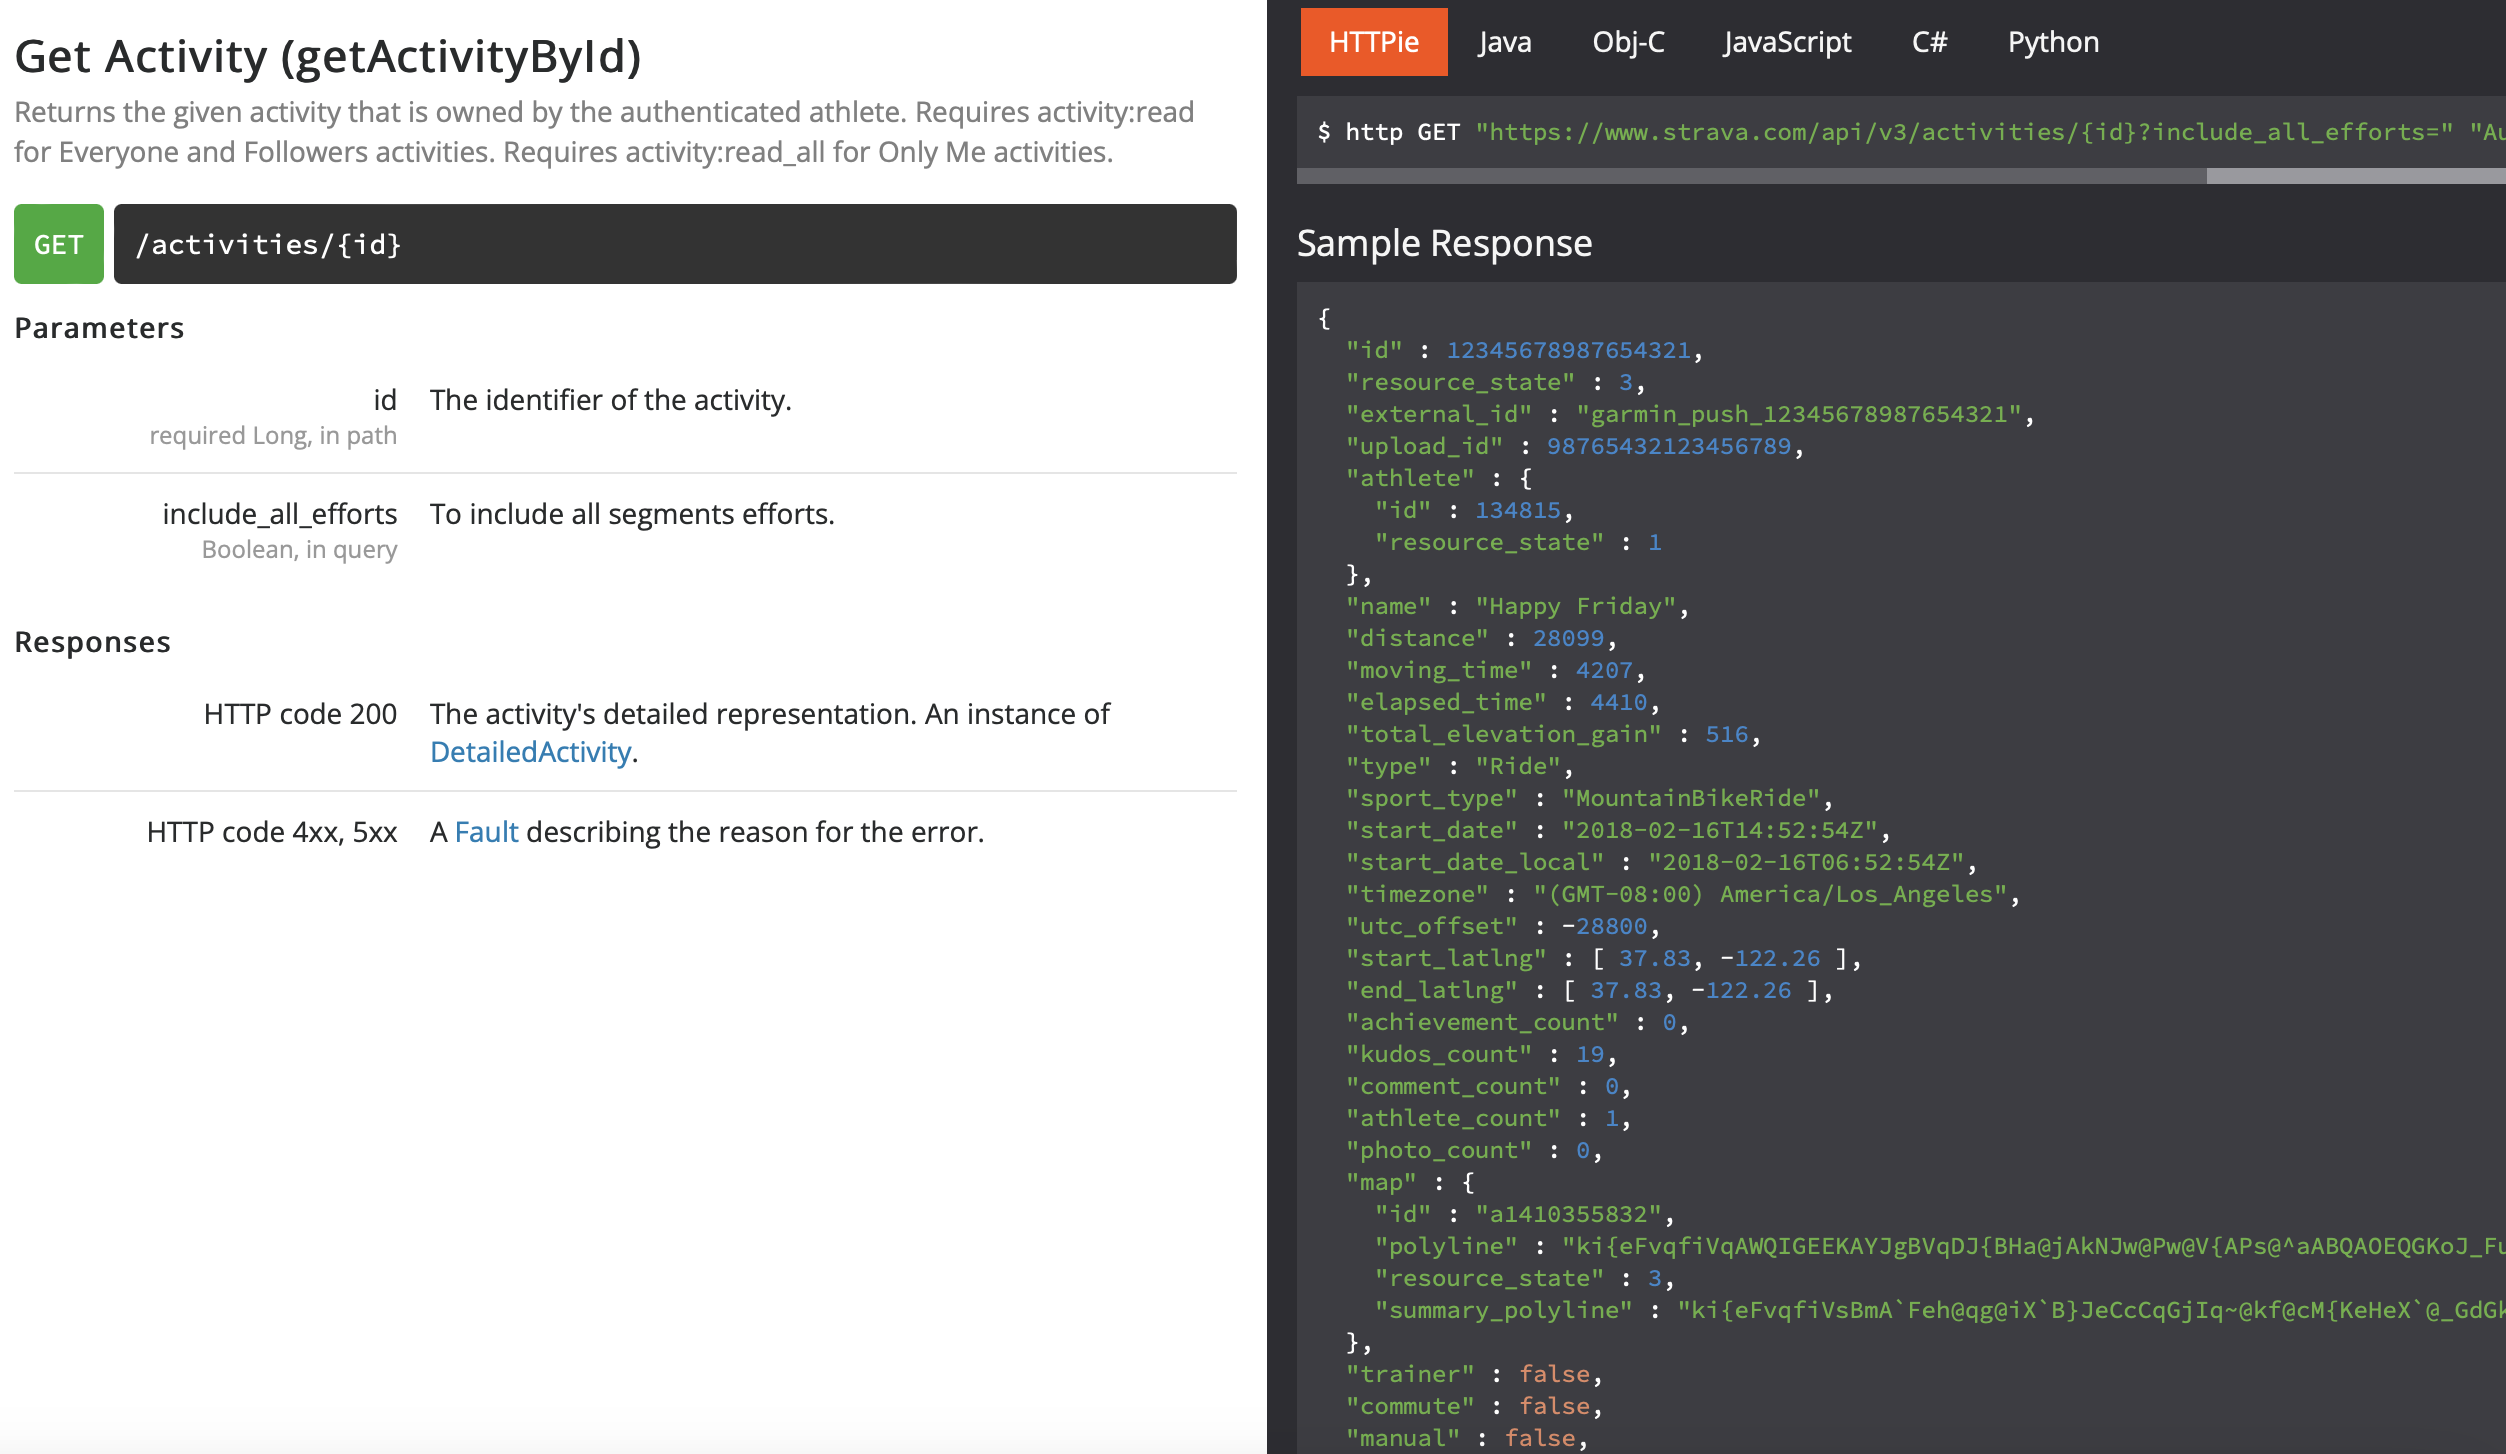 Get Activity (getActivityById)
Returns the given activity that is owned by the authenticated athlete. Requires activity:read
for Everyone and Followers activities. Requires activity:read_all for Only Me activities.
GET /activities/{id}
Parameters
id The identifier of the activity.
required Long, in path
include_all_efforts To include all segments efforts.
Boolean, in query
Responses
HTTP code 200 The activity's detailed representation. An instance of
DetailedActivity.
HTTP code 4xx, 5xx A Fault describing the reason for the error.
HTTPie Java Obj-C JavaScript C# Python
$ http GET "https://www.strava.com/api/v3/activities/{id}?include_all_efforts=" "Au
Sample Response
{
"id" : 12345678987654321,
"resource_state" : 3,
"external_id" : "garmin_push_12345678987654321",
"upload_id" : 98765432123456789,
"athlete" : {
"id" : 134815,
"resource_state" : 1
},
"name" : "Happy Friday",
"distance" : 28099,
"moving_time" : 4207,
"elapsed_time" : 4410,
"total_elevation_gain" : 516,
"type" : "Ride",
"sport_type" : "MountainBikeRide",
"start_date" : "2018-02-16T14:52:54Z",
"start_date_local" : "2018-02-16T06:52:54Z",
"timezone" : "(GMT-08:00) America/Los_Angeles",
"utc_offset" : -28800,
"start_latlng" : [ 37.83, -122.26 ],
"end_latlng" : [ 37.83, -122.26 ],
"achievement_count" : 0,
"kudos_count" : 19,
"comment_count" : 0,
"athlete_count" : 1,
"photo_count" : 0,
"map" : {
"id" : "a1410355832",
"polyline" : "ki{eFvqfiVqAWQIGEEKAYJgBVqDJ{BHa@jAkNJw@Pw@V{APs@^aABQAOEQGKoJ_Fu
"resource_state" : 3,
"summary_polyline" : "ki{eFvqfiVsBmA`Feh@qg@iX`B}JeCcCqGjIq~@kf@cM{KeHeX`@_GdGk
},
"trainer" : false,
"commute" : false,
"manual" : false,